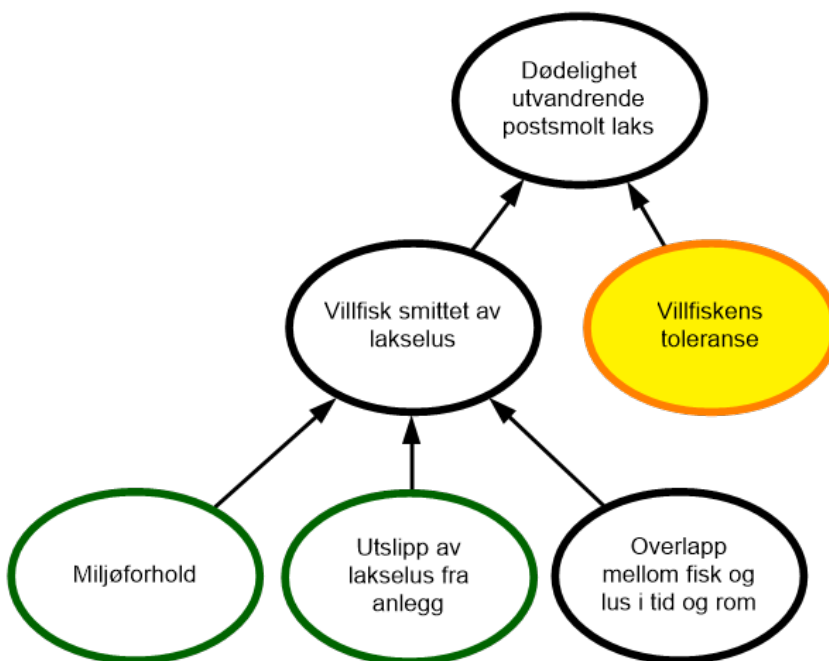 Dødelighet
utvandrende
postsmolt laks
Villfisk smittet av
lakselus
Villfiskens
toleranse
Miljøforhold
Utslipp av
lakselus fra
anlegg
Overlapp
mellom fisk og
lus i tid og rom